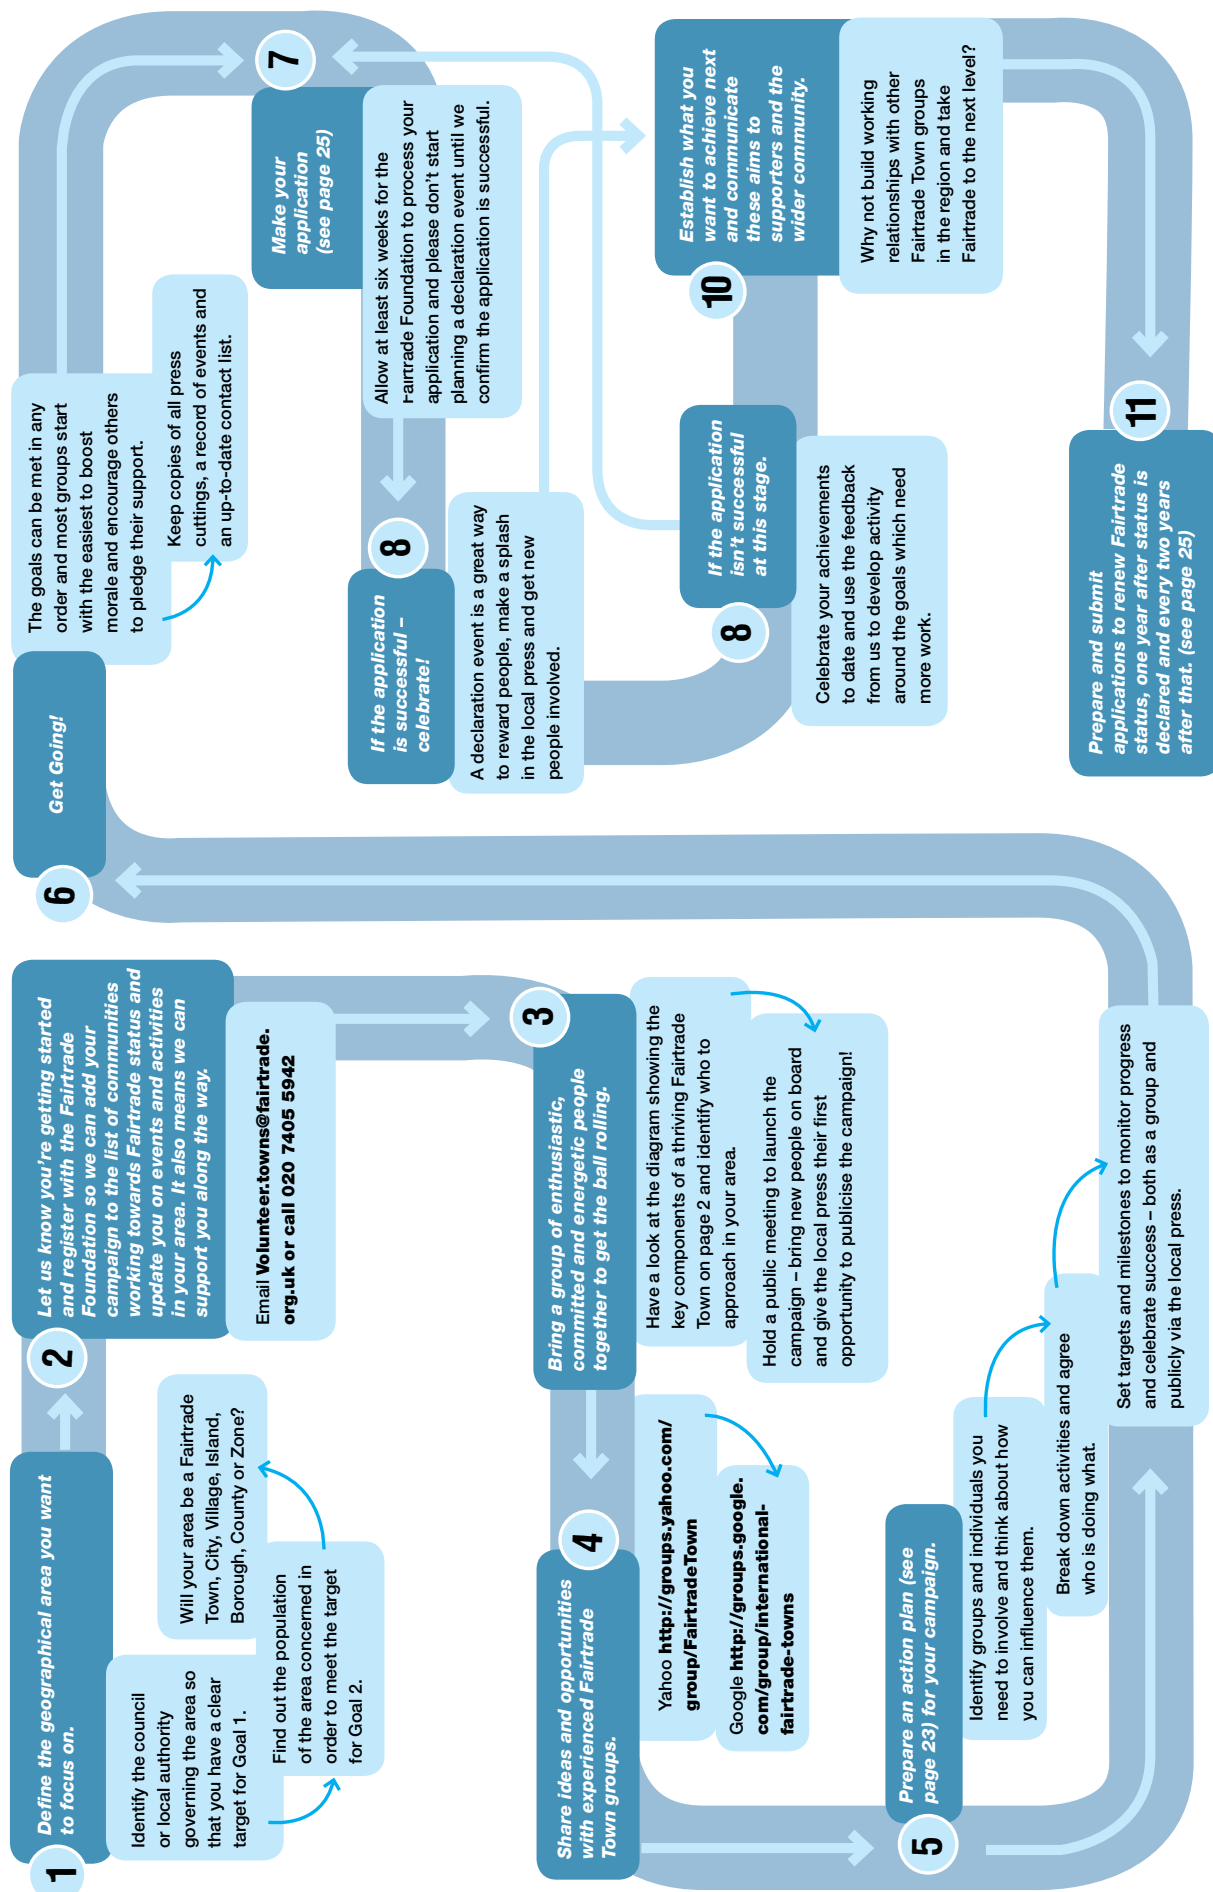 1
Define the geographical area you want
to focus on.
Identify the council
or local authority
governing the area so
that you have a clear
target for Goal 1.
Find out the population
of the area concerned in
order to meet the target
for Goal 2.
Will your area be a Fairtrade
Town, City, Village, Island,
Borough, County or Zone?
2
Let us know you're getting started
and register with the Fairtrade
Foundation so we can add your
campaign to the list of communities
working towards Fairtrade status and
update you on events and activities
in your area. It also means we can
support you along the way.
Email Volunteer.towns@fairtrade.
org.uk or call 020 7405 5942
3
Bring a group of enthusiastic,
committed and energetic people
together to get the ball rolling.
Have a look at the diagram showing the
key components of a thriving Fairtrade
Town on page 2 and identify who to
approach in your area.
Hold a public meeting to launch the
campaign – bring new people on board
and give the local press their first
opportunity to publicise the campaign!
4
Share ideas and opportunities
with experienced Fairtrade
Town groups.
Yahoo http://groups.yahoo.com/
group/FairtradeTown
Google http://groups.google.
com/group/international-
fairtrade-towns
5
Prepare an action plan (see
page 23) for your campaign.
Identify groups and individuals you
need to involve and think about how
you can influence them.
Break down activities and agree
who is doing what.
Set targets and milestones to monitor progress
and celebrate success – both as a group and
publicly via the local press.
6
Get Going!
The goals can be met in any
order and most groups start
with the easiest to boost
morale and encourage others
to pledge their support.
Keep copies of all press
cuttings, a record of events and
an up-to-date contact list.
7
Make your
application
(see page 25)
Allow at least six weeks for the
Fairtrade Foundation to process your
application and please don't start
planning a declaration event until we
confirm the application is successful.
8
If the application
is successful –
celebrate!
A declaration event is a great way
to reward people, make a splash
in the local press and get new
people involved.
8
If the application
isn't successful
at this stage.
Celebrate your achievements
to date and use the feedback
from us to develop activity
around the goals which need
more work.
10
Establish what you
want to achieve next
and communicate
these aims to
supporters and the
wider community.
Why not build working
relationships with other
Fairtrade Town groups
in the region and take
Fairtrade to the next level?
11
Prepare and submit
applications to renew Fairtrade
status, one year after status is
declared and every two years
after that. (see page 25)